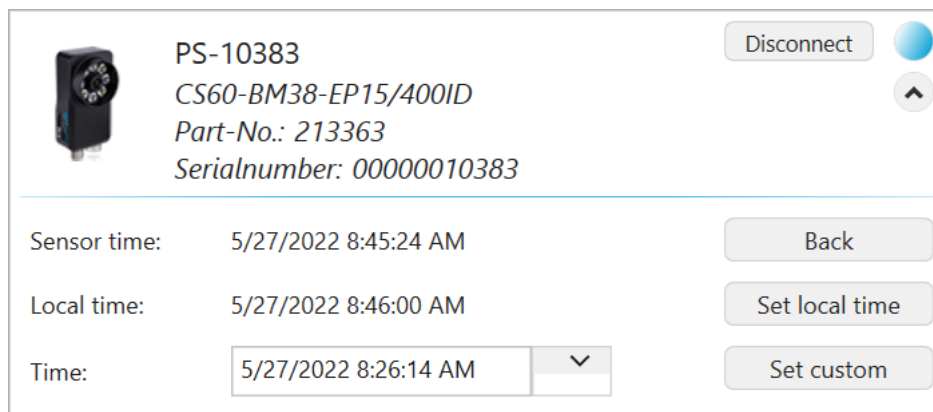 PS-10383
Disconnect
CS60-BM38-EP15/400ID
Part-No.: 213363
Serialnumber: 00000010383
Sensor time: 5/27/2022 8:45:24 AM Back
Local time: 5/27/2022 8:46:00 AM Set local time
Time: 5/27/2022 8:26:14 AM Set custom